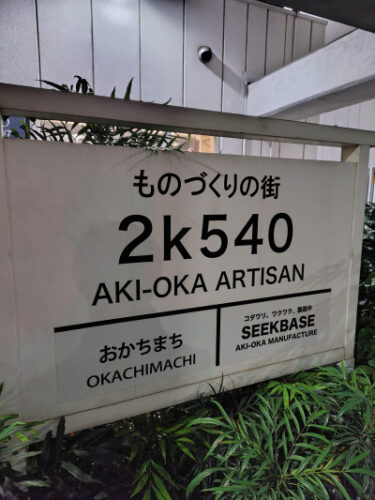 ものづくりの街
2k540
AKI-OKA ARTISAN
おかちまち
OKACHIMACHI
コダワリ、ワクワク、製造中
SEEKBASE
AKI-OKA MANUFACTURE